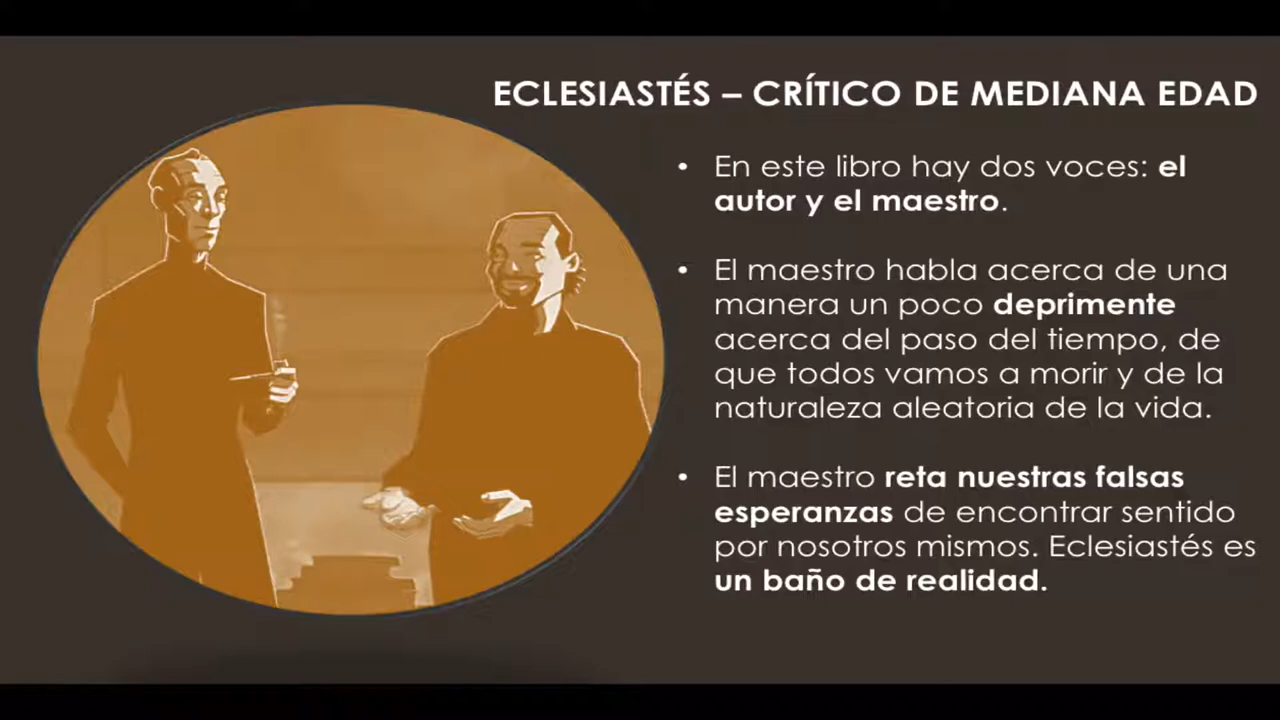 ECLESIASTÉS – CRÍTICO DE MEDIANA EDAD
• En este libro hay dos voces: el
autor y el maestro.
• El maestro habla acerca de una
manera un poco deprimente
acerca del paso del tiempo, de
que todos vamos a morir y de la
naturaleza aleatoria de la vida.
• El maestro reta nuestras falsas
esperanzas de encontrar sentido
por nosotros mismos. Eclesiastés es
un baño de realidad.